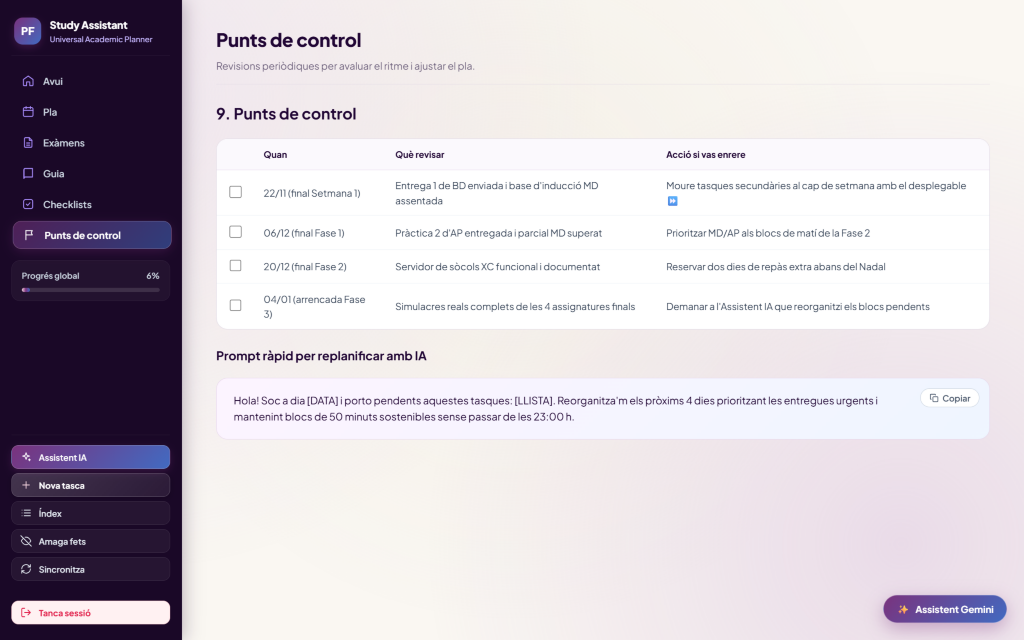 PF
Study Assistant
Universal Academic Planner
Avui
Pla
Exàmens
Guia
Checklists
Punts de control
Progrés global 6%
Assistent IA
Nova tasca
Índex
Amaga fets
Sincronitza
Tanca sessió
Punts de control
Revisions periòdiques per avaluar el ritme i ajustar el pla.
9. Punts de control
Quan Què revisar Acció si vas enrere
22/11 (final Setmana 1)
Entrega 1 de BD enviada i base d'inducció MD
assentada
Moure tasques secundàries al cap de setmana amb el desplegable
⏩
06/12 (final Fase 1) Pràctica 2 d'AP entregada i parcial MD superat Prioritzar MD/AP als blocs de matí de la Fase 2
20/12 (final Fase 2) Servidor de sòcols XC funcional i documentat Reservar dos dies de repàs extra abans del Nadal
04/01 (arrencada Fase
3)
Simulacres reals complets de les 4 assignatures finals Demanar a l'Assistent IA que reorganitzi els blocs pendents
Prompt ràpid per replanificar amb IA
Hola! Soc a dia [DATA] i porto pendents aquestes tasques: [LLISTA]. Reorganitza'm els pròxims 4 dies prioritzant les entregues urgents i
mantenint blocs de 50 minuts sostenibles sense passar de les 23:00 h.
Copiar
Assistent Gemini